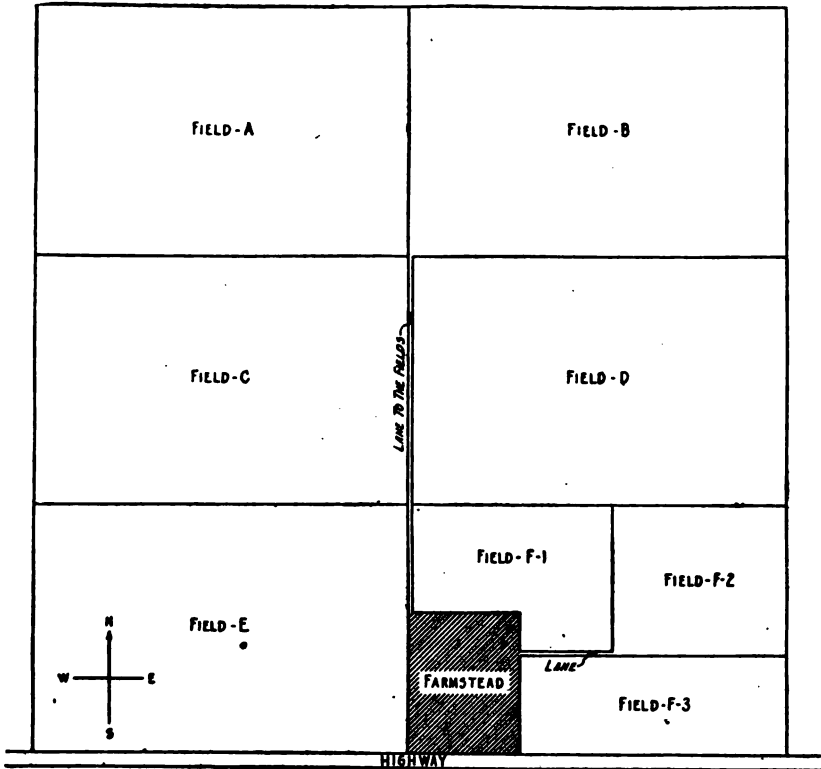 FIELD-A
FIELD-B
FIELD-C
LANE TO THE FIELDS
FIELD-D
FIELD-F-1
FIELD-F-2
FIELD-E
N
W E
S
FARMSTEAD
LANE
FIELD-F-3
HIGHWAY